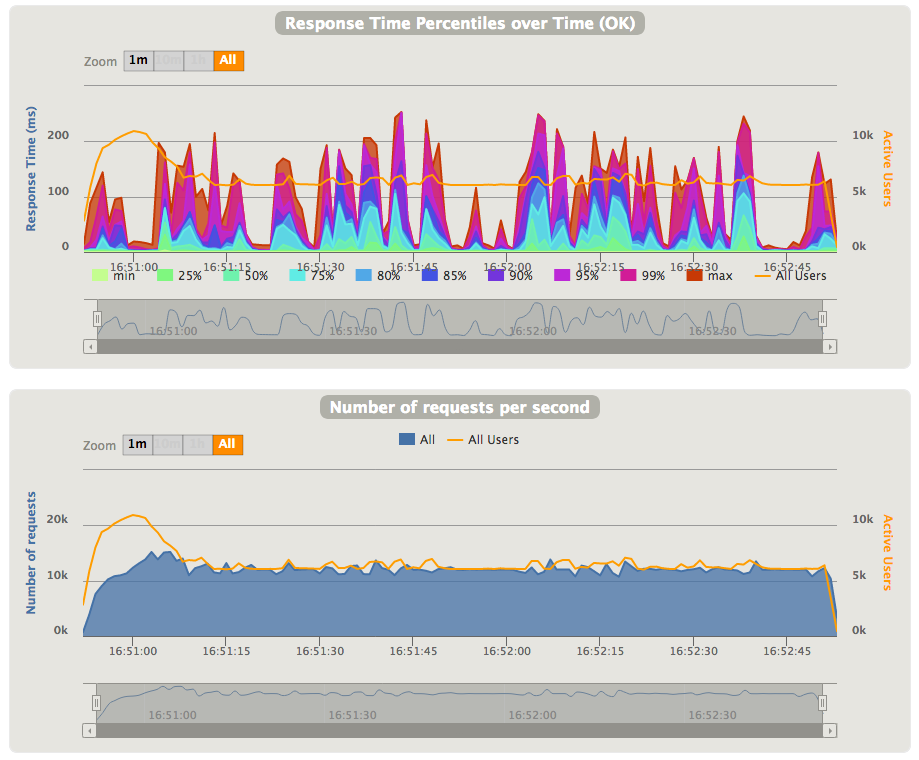 Response Time Percentiles over Time (OK)
Zoom 1m 10m 1h All
Response Time (ms)
Active Users
200 10k
100 5k
0 0k
16:51:00 16:51:15 16:51:30 16:51:45 16:52:00 16:52:15 16:52:30 16:52:45
min 25% 50% 75% 80% 85% 90% 95% 99% max All Users
16:51:00 16:51:30 16:52:00 16:52:30
Number of requests per second
Zoom 1m 10m 1h All
All All Users
Number of requests
Active Users
20k 10k
10k 5k
0k 0k
16:51:00 16:51:15 16:51:30 16:51:45 16:52:00 16:52:15 16:52:30 16:52:45
16:51:00 16:51:30 16:52:00 16:52:30